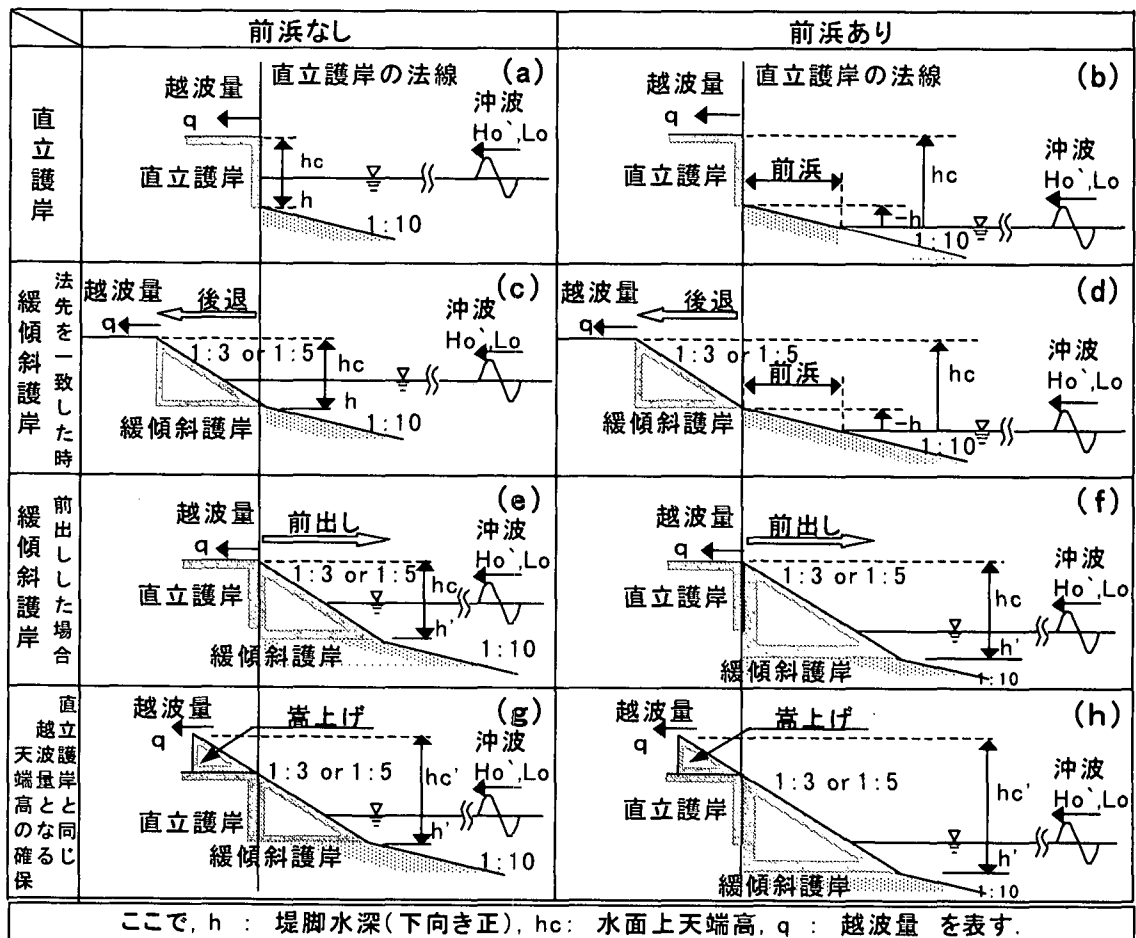 前浜なし
前浜あり
直立護岸
直立護岸の法線
(a)
越波量
q
沖波
Ho`,Lo
hc
直立護岸
h
1:10
直立護岸の法線
(b)
越波量
q
沖波
Ho`,Lo
前浜
hc
直立護岸
-h
1:10
緩傾斜護岸
法先を一致した時
越波量
後退
(c)
q
沖波
Ho`,Lo
1:3 or 1:5
hc
h
1:10
緩傾斜護岸
越波量
後退
(d)
q
沖波
Ho`,Lo
1:3 or 1:5
前浜
hc
-h
1:10
緩傾斜護岸
緩傾斜護岸
前出しした場合
(e)
越波量
前出し
q
沖波
Ho`,Lo
1:3 or 1:5
hc
直立護岸
h'
1:10
緩傾斜護岸
(f)
越波量
前出し
q
沖波
Ho`,Lo
1:3 or 1:5
hc
直立護岸
h'
緩傾斜護岸
1:10
直立護岸と同じ
越波量となる
天端高の確保
越波量
嵩上げ
(g)
q
沖波
Ho`,Lo
1:3 or 1:5
hc'
直立護岸
h'
緩傾斜護岸
1:10
越波量
嵩上げ
(h)
q
沖波
Ho`,Lo
1:3 or 1:5
hc'
直立護岸
h'
緩傾斜護岸
1:10
ここで, h : 堤脚水深(下向き正), hc: 水面上天端高, q : 越波量 を表す.